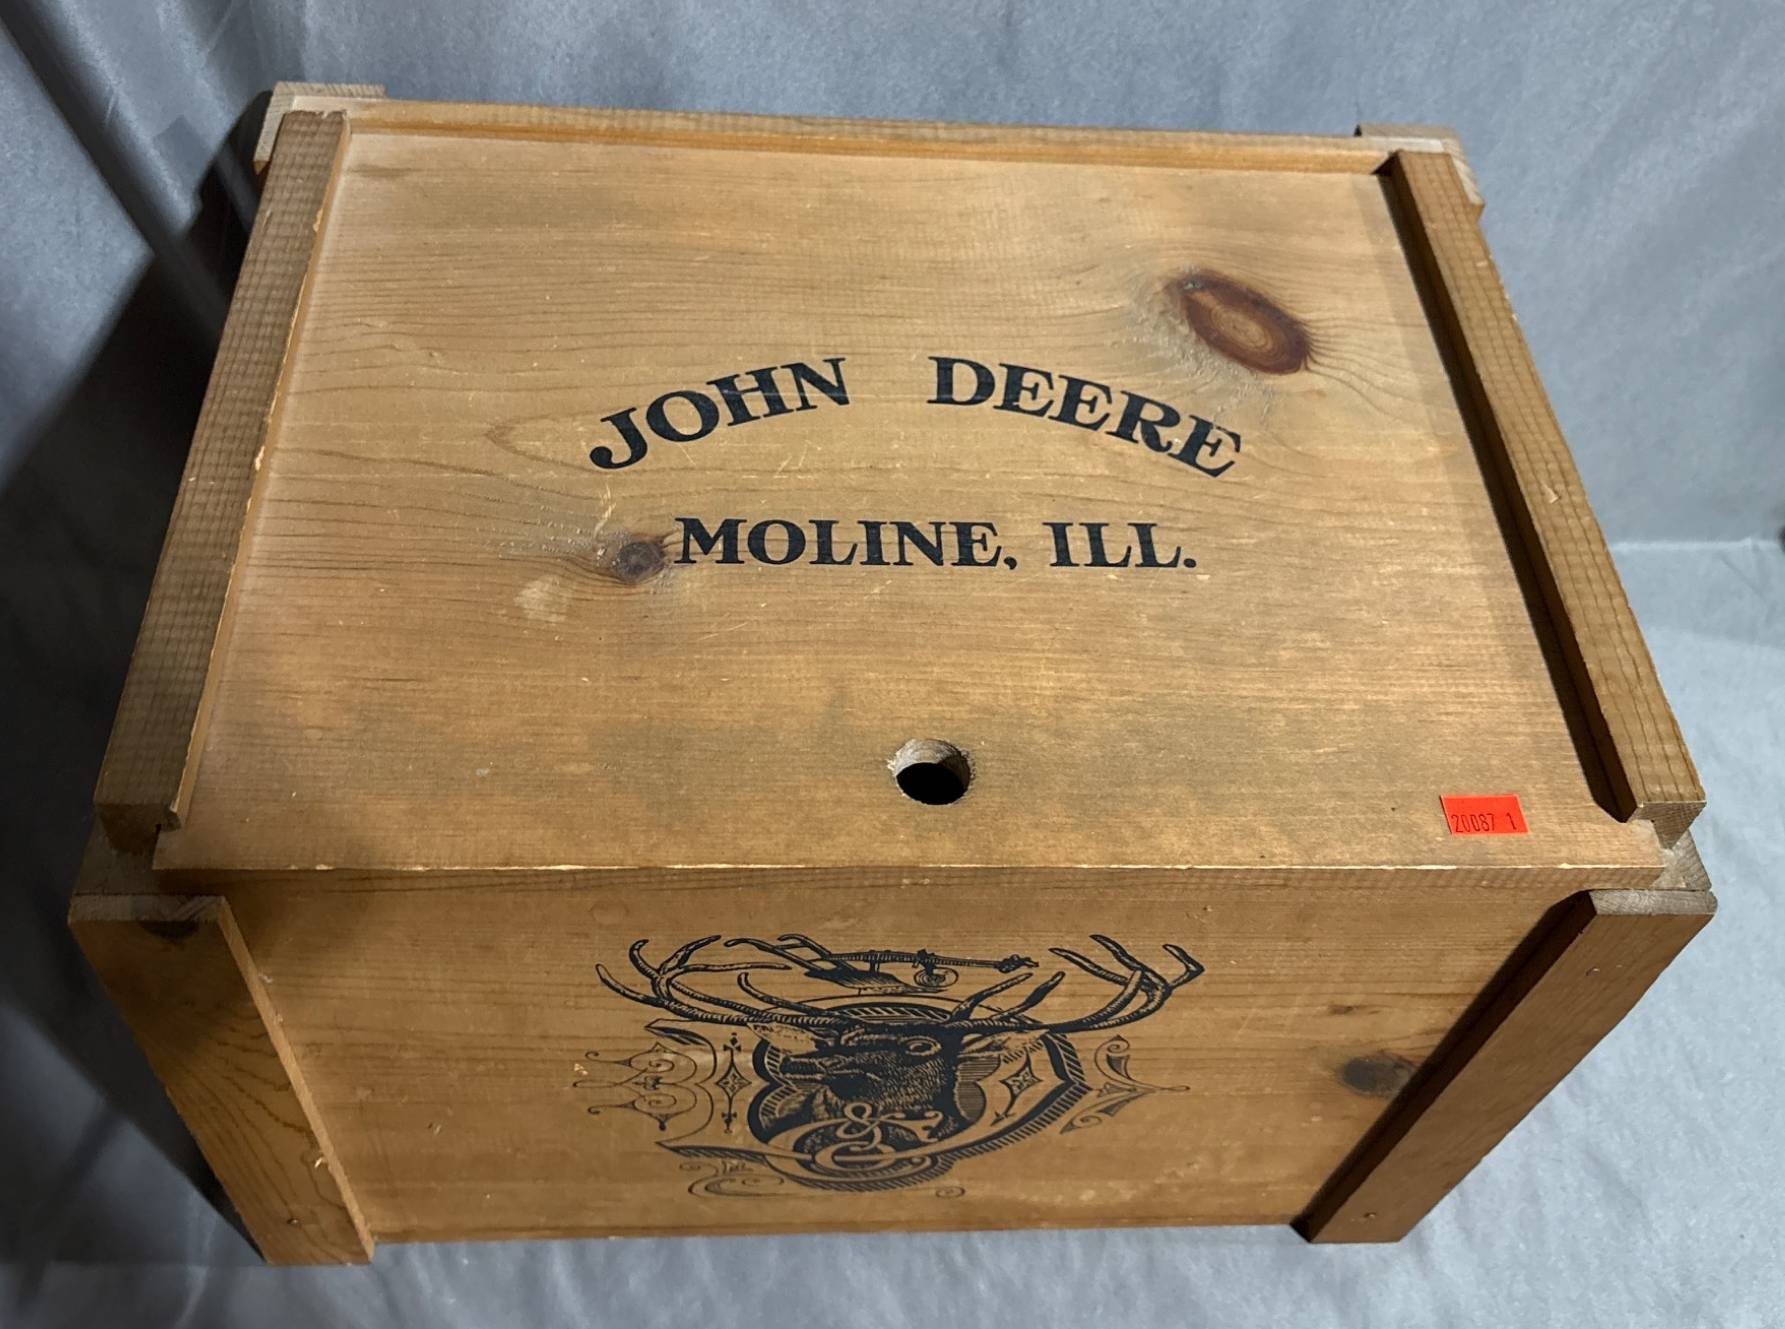 JOHN DEERE
MOLINE, ILL.
20087 1
&